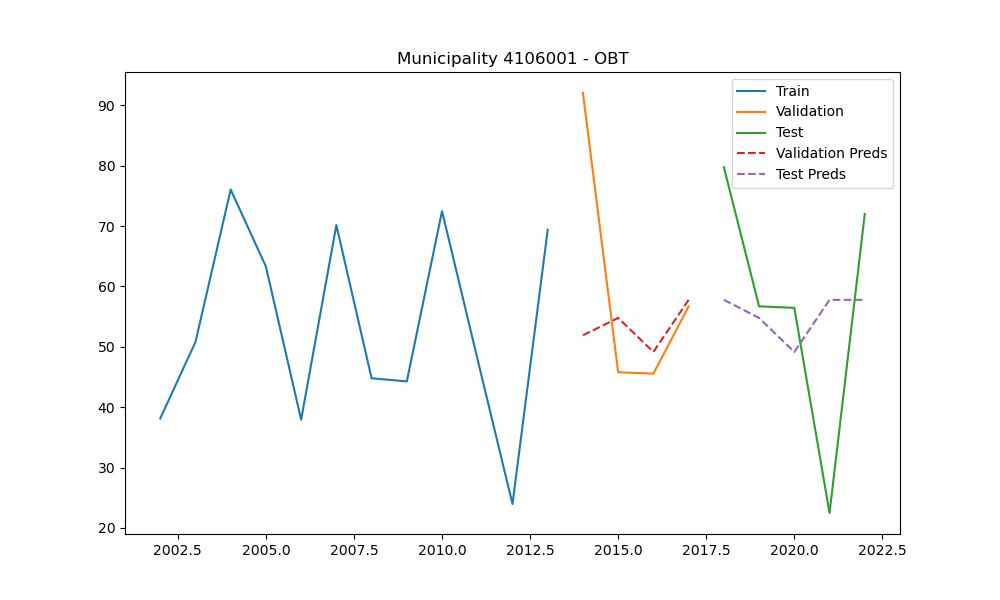 Municipality 4106001 - OBT
Train
Validation
Test
Validation Preds
Test Preds
90
80
70
60
50
40
30
20
2002.5 2005.0 2007.5 2010.0 2012.5 2015.0 2017.5 2020.0 2022.5